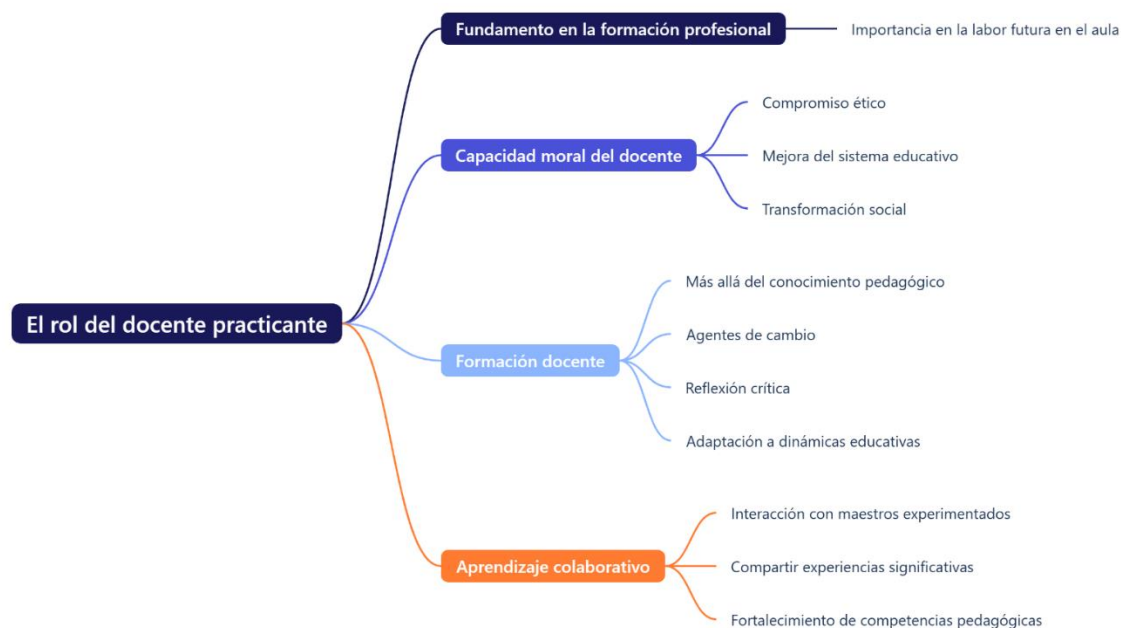 El rol del docente practicante
Fundamento en la formación profesional
Importancia en la labor futura en el aula
Capacidad moral del docente
Compromiso ético
Mejora del sistema educativo
Transformación social
Formación docente
Más allá del conocimiento pedagógico
Agentes de cambio
Reflexión crítica
Adaptación a dinámicas educativas
Aprendizaje colaborativo
Interacción con maestros experimentados
Compartir experiencias significativas
Fortalecimiento de competencias pedagógicas